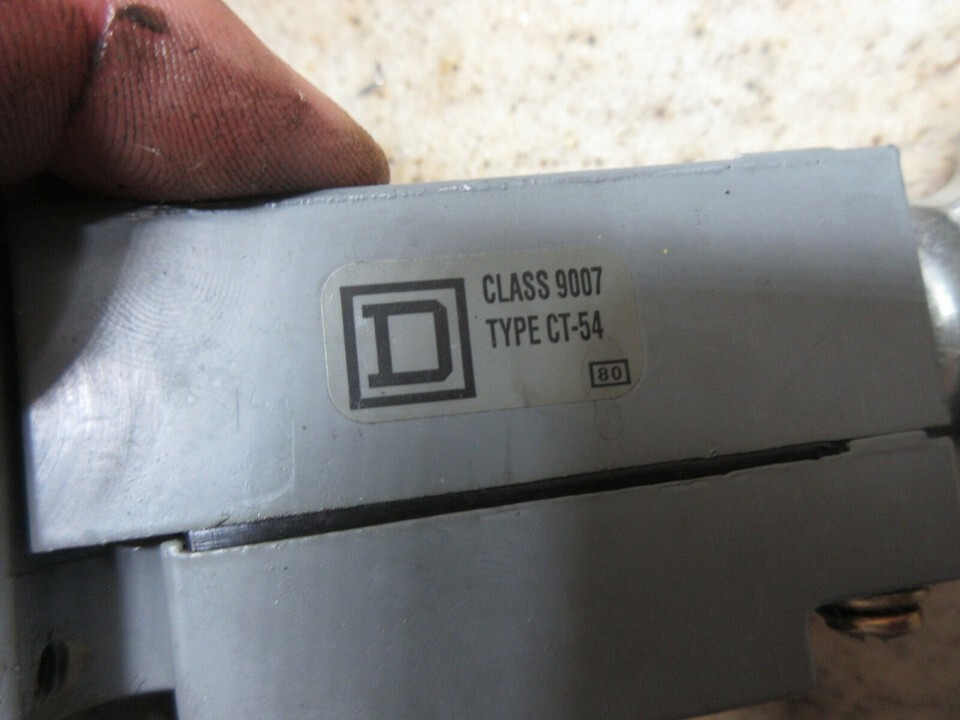 D
CLASS 9007
TYPE CT-54
80